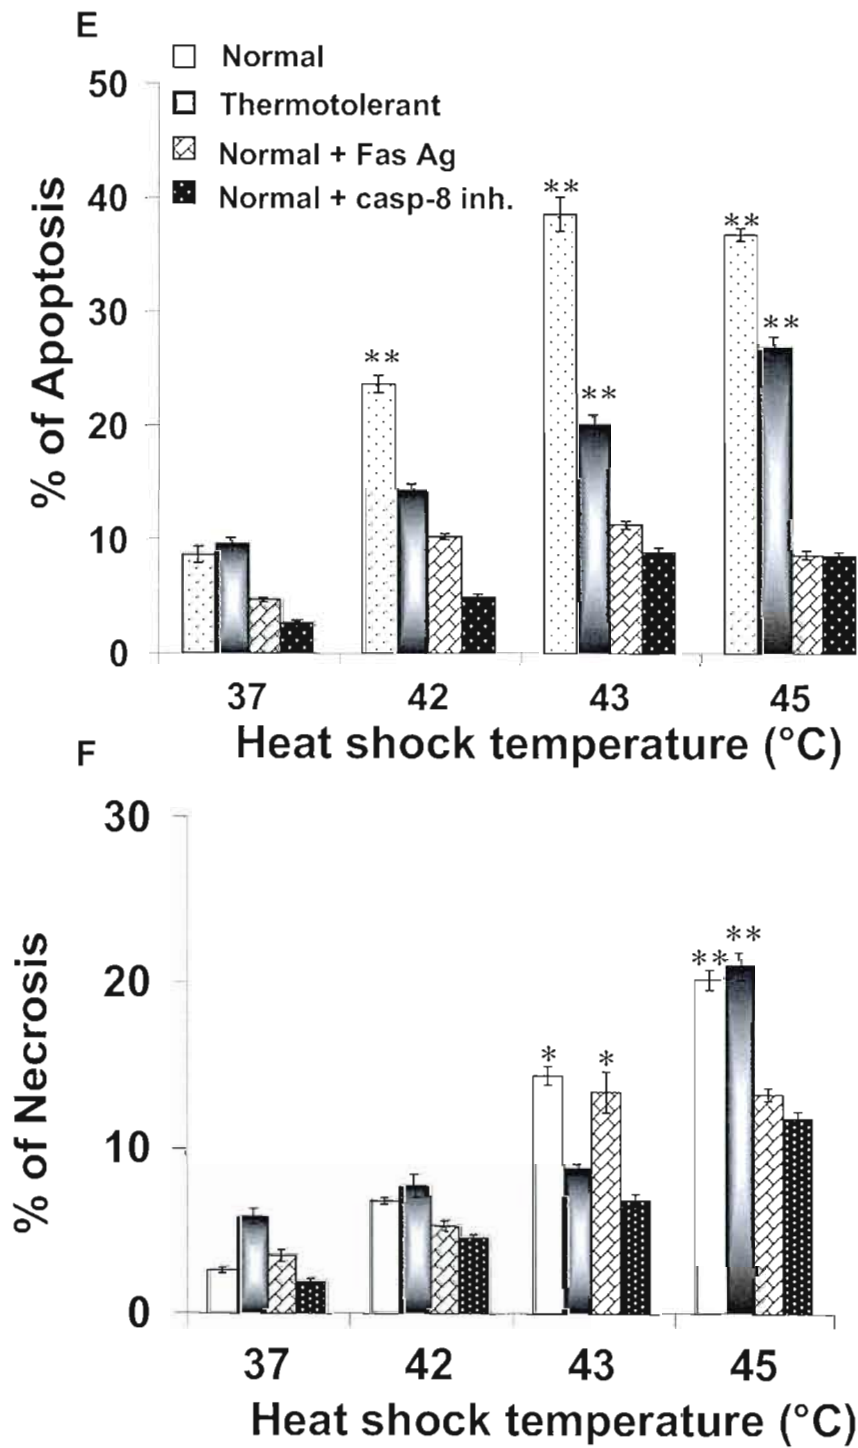 E
Normal
Thermotolerant
Normal + Fas Ag
Normal + casp-8 inh.
50
40
30
20
10
0
% of Apoptosis
**
**
**
**
**
37 42 43 45
Heat shock temperature (°C)
F
30
20
10
0
% of Necrosis
*
*
**
**
37 42 43 45
Heat shock temperature (°C)